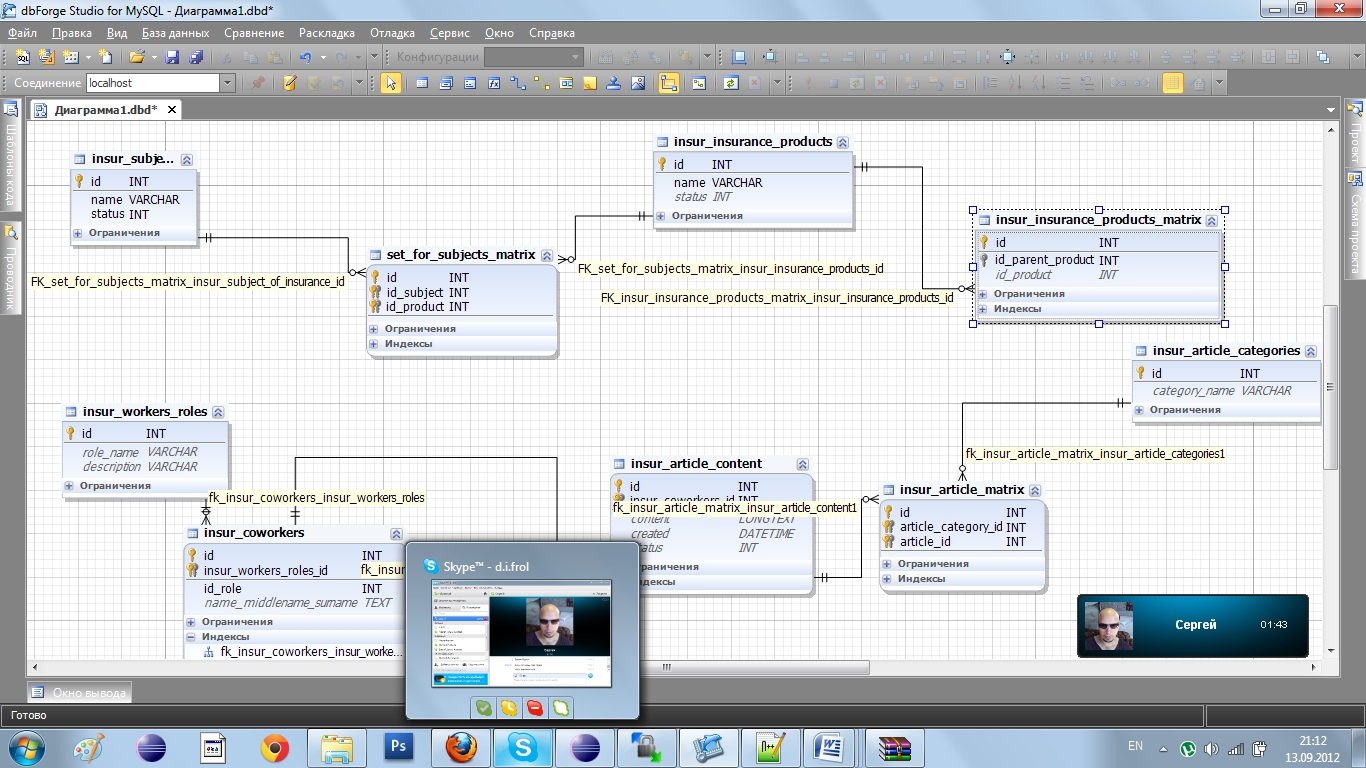 dbForge Studio for MySQL - Диаграмма1.dbd*
Файл Правка Вид База данных Сравнение Раскладка Отладка Сервис Окно Справка
Конфигурации
Соединение localhost
Диаграмма1.dbd*
Шаблоны кода
Проводник
Проект
Схема проекта
insur_subje...
id INT
name VARCHAR
status INT
Ограничения
insur_insurance_products
id INT
name VARCHAR
status INT
Ограничения
insur_insurance_products_matrix
id INT
id_parent_product INT
id_product INT
Ограничения
Индексы
set_for_subjects_matrix
id INT
id_subject INT
id_product INT
Ограничения
Индексы
FK_set_for_subjects_matrix_insur_subject_of_insurance_id
FK_set_for_subjects_matrix_insur_insurance_products_id
FK_insur_insurance_products_matrix_insur_insurance_products_id
insur_article_categories
id INT
category_name VARCHAR
Ограничения
insur_workers_roles
id INT
role_name VARCHAR
description VARCHAR
Ограничения
fk_insur_coworkers_insur_workers_roles
insur_article_content
id INT
insur_coworkers_id INT
fk_insur_article_matrix_insur_article_content1
content LONGTEXT
created DATETIME
status INT
fk_insur_article_matrix_insur_article_categories1
insur_article_matrix
id INT
article_category_id INT
article_id INT
Ограничения
Индексы
insur_coworkers
id INT
insur_workers_roles_id fk_insur
id_role INT
name_middlename_surname TEXT
Ограничения
Индексы
fk_insur_coworkers_insur_worke...
Skype™ - d.i.frol
Сергей 01:43
Окно вывода
Готово
EN
21:12
13.09.2012